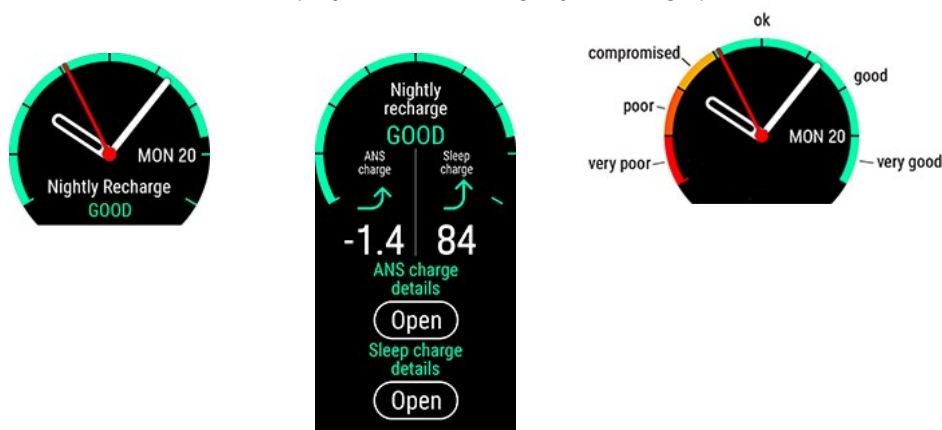 MON 20
Nightly Recharge
GOOD
Nightly
recharge
GOOD
ANS
charge
Sleep
charge
-1.4
84
ANS charge
details
Open
Sleep charge
details
Open
ok
compromised
good
poor
MON 20
very poor
very good